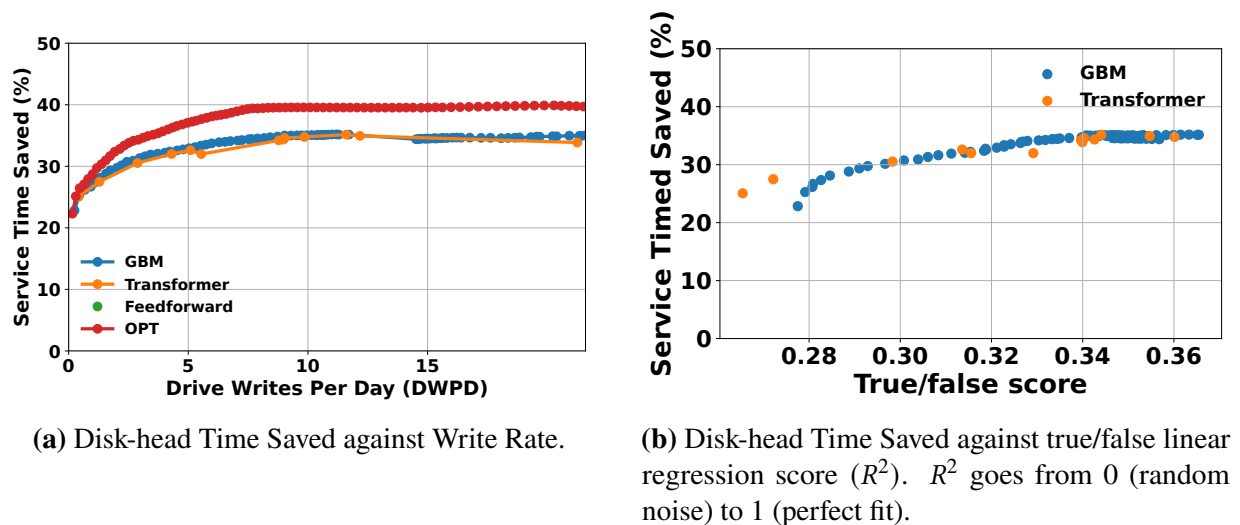 50
40
30
20
10
0
Service Time Saved (%)
GBM
Transformer
Feedforward
OPT
0 5 10 15
Drive Writes Per Day (DWPD)
(a) Disk-head Time Saved against Write Rate.
50
40
30
20
10
0
Service Timed Saved (%)
GBM
Transformer
0.28 0.30 0.32 0.34 0.36
True/false score
(b) Disk-head Time Saved against true/false linear
regression score (R²). R² goes from 0 (random
noise) to 1 (perfect fit).